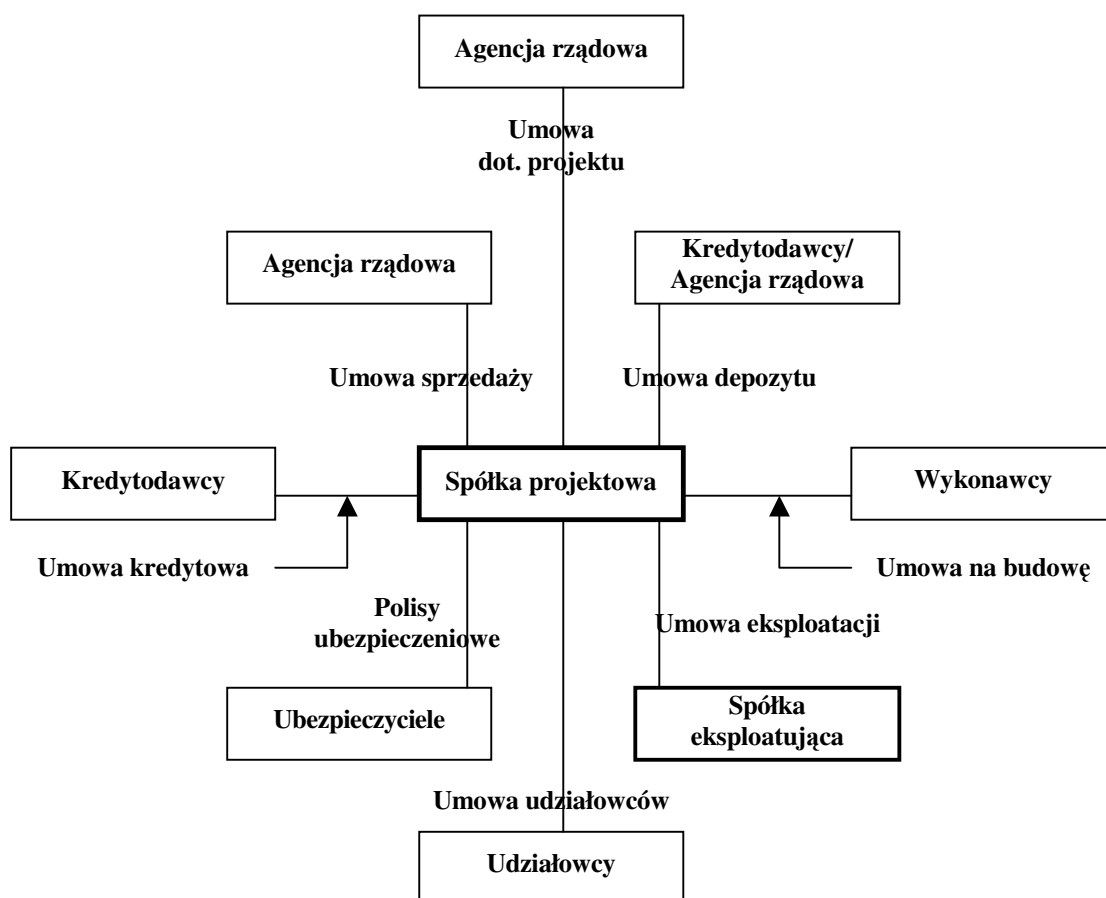 Agencja rządowa
Umowa
dot. projektu
Agencja rządowa
Kredytodawcy/
Agencja rządowa
Umowa sprzedaży
Umowa depozytu
Kredytodawcy
Spółka projektowa
Wykonawcy
Umowa kredytowa
Umowa na budowę
Polisy
ubezpieczeniowe
Umowa eksploatacji
Ubezpieczyciele
Spółka
eksploatująca
Umowa udziałowców
Udziałowcy